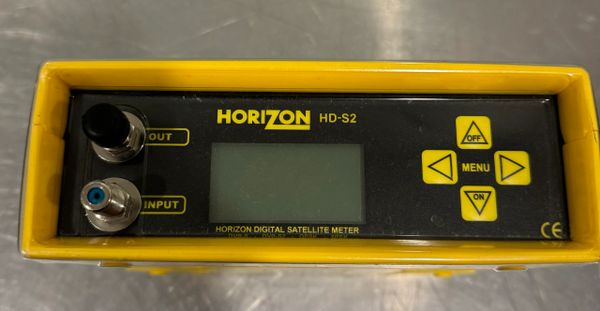 HORIZON HD-S2
OUT
OFF
MENU
INPUT
ON
HORIZON DIGITAL SATELLITE METER
CE